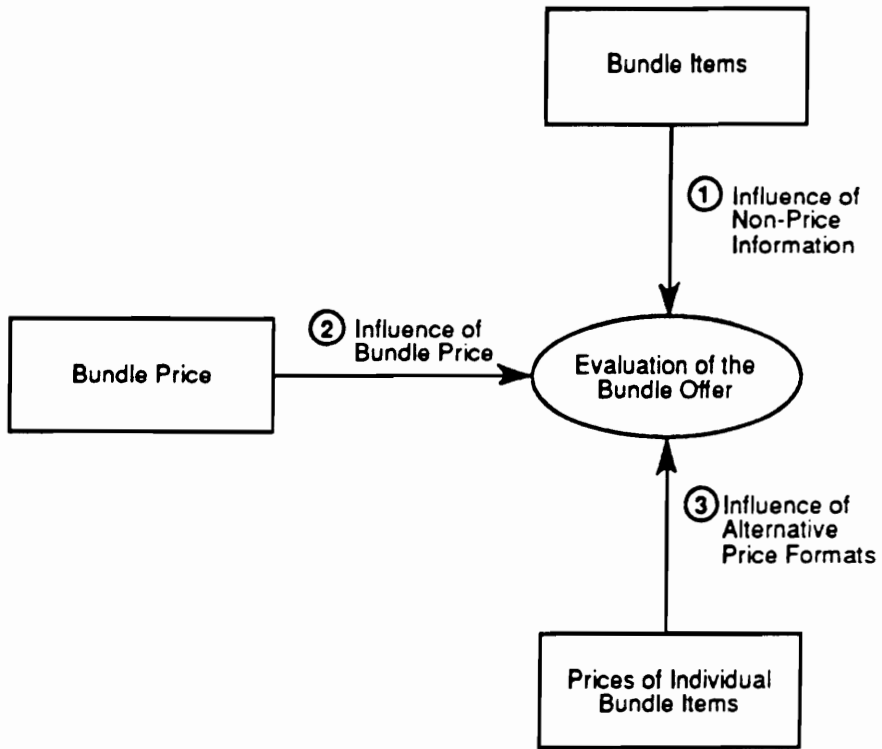 Bundle Items
① Influence of
Non-Price
Information
② Influence of
Bundle Price
Bundle Price
Evaluation of the
Bundle Offer
③ Influence of
Alternative
Price Formats
Prices of Individual
Bundle Items